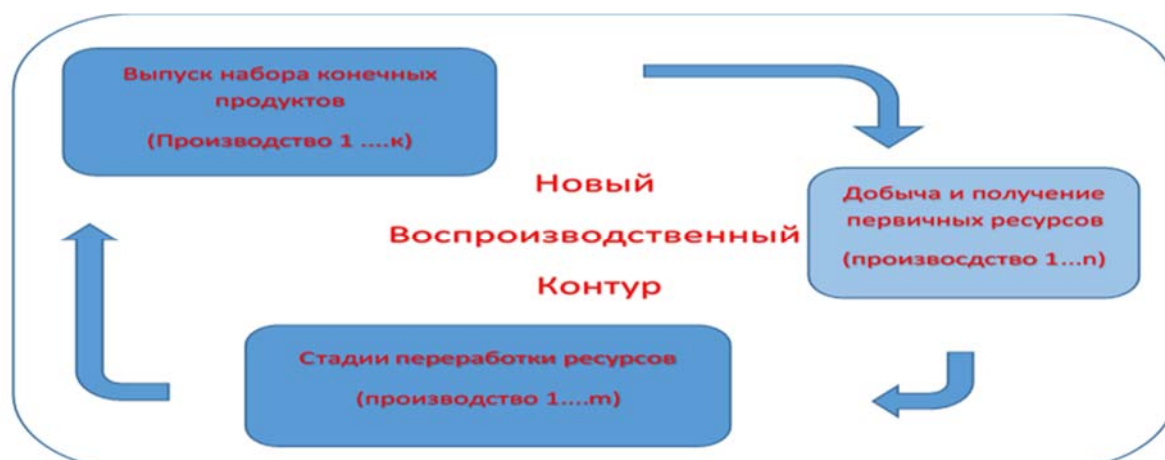 Выпуск набора конечных
продуктов
(Производство 1 ....к)
Новый
Воспроизводственный
Контур
Добыча и получение
первичных ресурсов
(произвосдство 1...n)
Стадии переработки ресурсов
(производство 1....m)